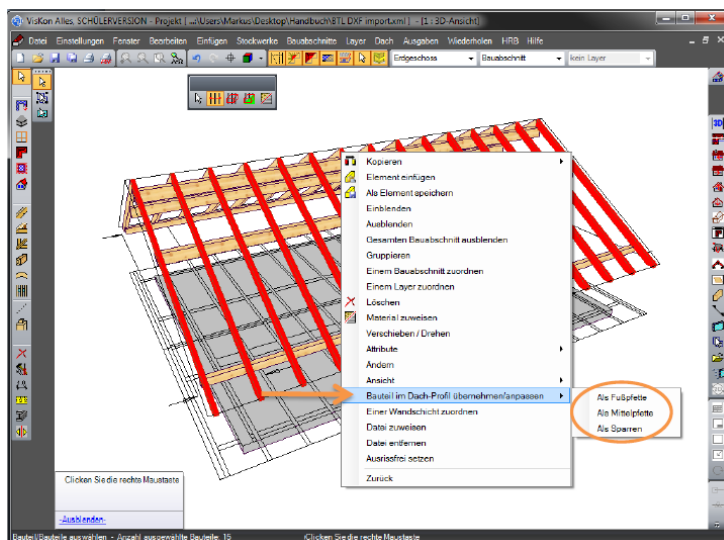 VisKon Alles, SCHÜLERVERSION - Projekt [ ...\Users\Markus\Desktop\Handbuch\BTL DXF import.xml ] - [1 : 3D-Ansicht]
Datei Einstellungen Fenster Bearbeiten Einfügen Stockwerke Bauabschnitte Layer Dach Ausgaben Wiederholen HRB Hilfe
Erdgeschoss Bauabschnitt kein Layer
3D
Kopieren
Element einfügen
Als Element speichern
Einblenden
Ausblenden
Gesamten Bauabschnitt ausblenden
Gruppieren
Einem Bauabschnitt zuordnen
Einem Layer zuordnen
Löschen
Material zuweisen
Verschieben / Drehen
Attribute
Ändern
Ansicht
Bauteil im Dach-Profil übernehmen/anpassen
Als Fußpfette
Einer Wandschicht zuordnen
Als Mittelpfette
Datei zuweisen
Als Sparren
Datei entfernen
Ausrissfrei setzen
Zurück
Clicken Sie die rechte Maustaste
-Ausblenden-
Bauteil/Bauteile auswählen - Anzahl ausgewählte Bauteile: 15 :Clicken Sie die rechte Maustaste